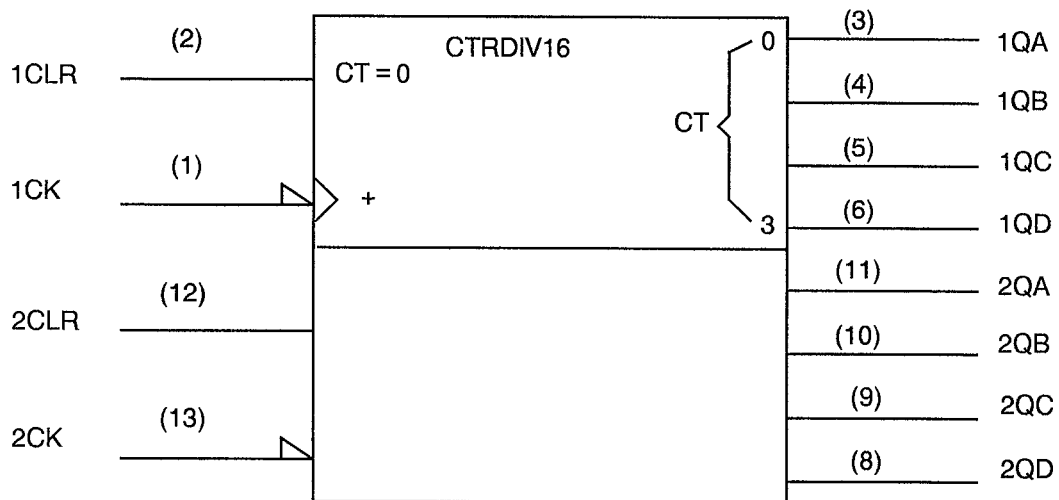 (2) CTRDIV16 0 (3) 1QA
1CLR CT = 0
(4) 1QB
CT
(1) (5) 1QC
1CK +
(6) 1QD
3
(11) 2QA
(12)
2CLR (10) 2QB
(9) 2QC
(13)
2CK (8) 2QD